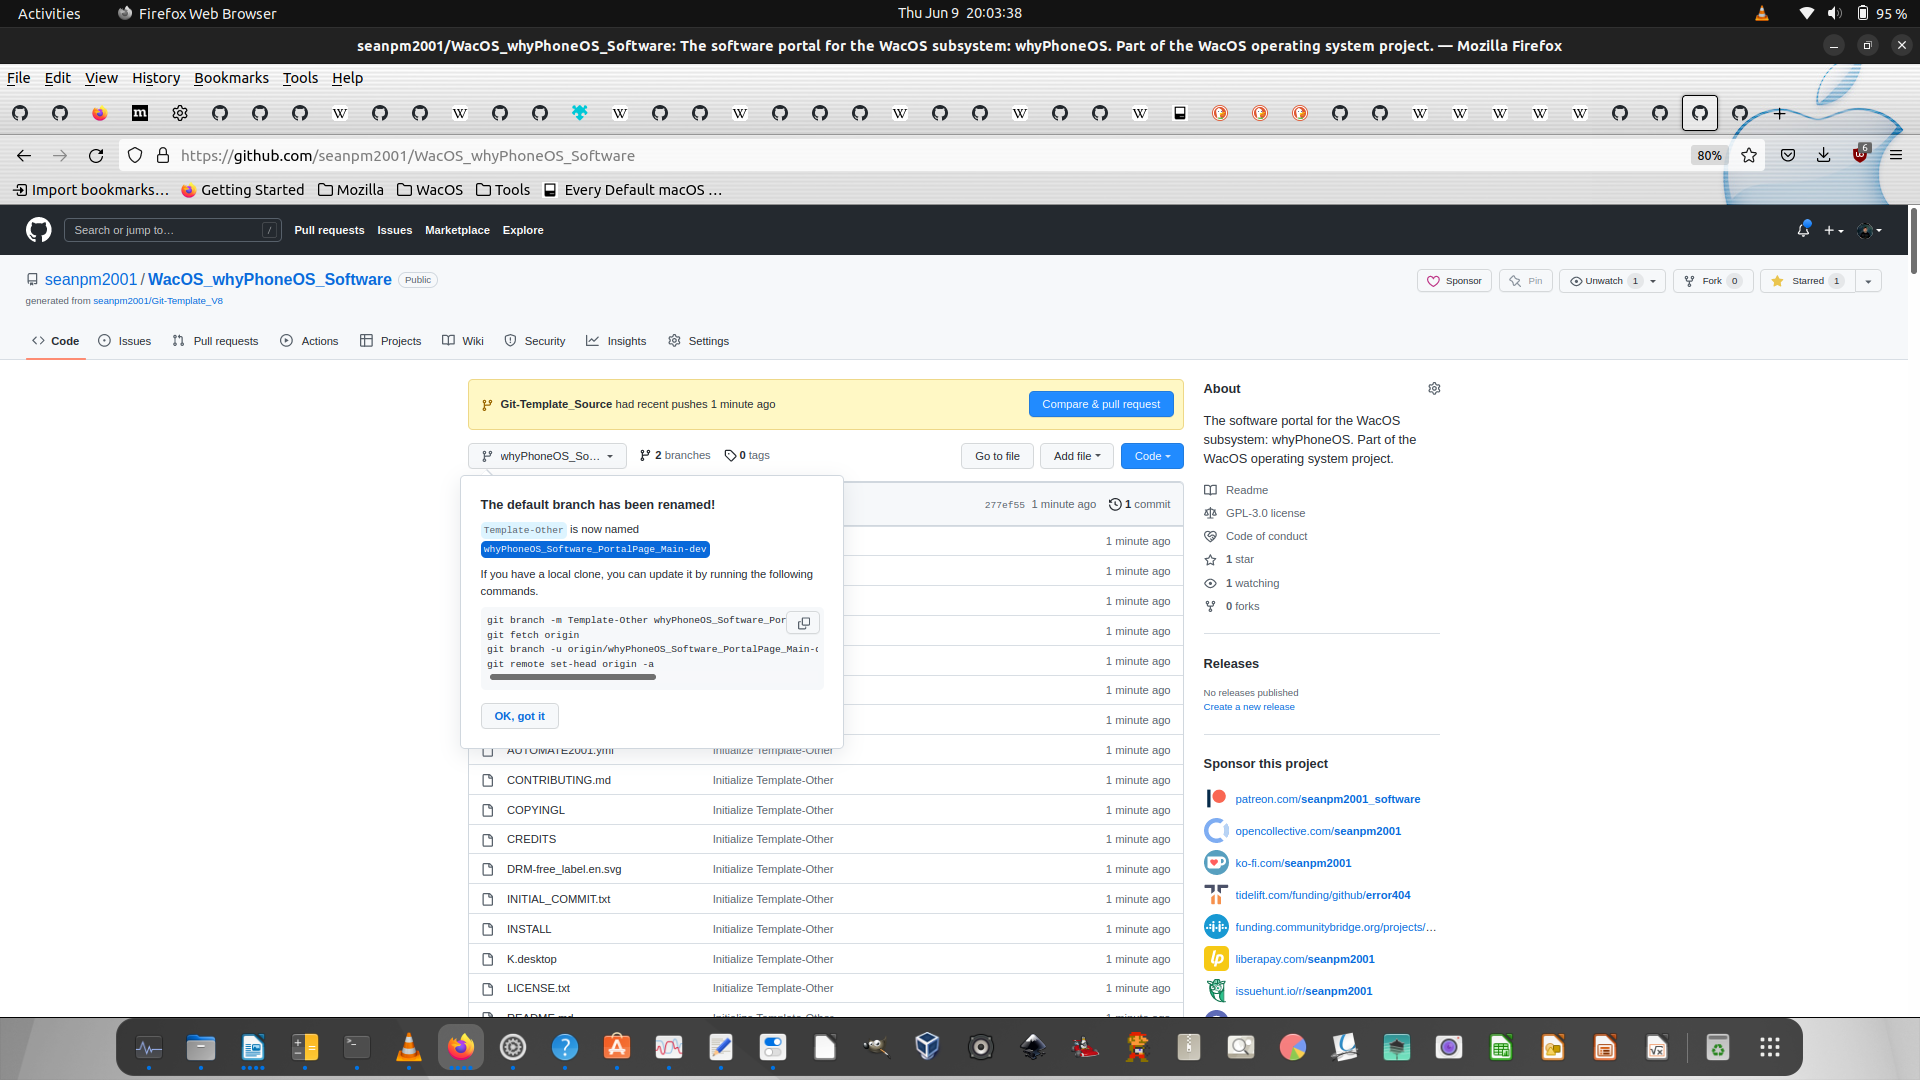 Activities
Firefox Web Browser
Thu Jun 9 20:03:38
95 %
seanpm2001/WacOS_whyPhoneOS_Software: The software portal for the WacOS subsystem: whyPhoneOS. Part of the WacOS operating system project. — Mozilla Firefox
File Edit View History Bookmarks Tools Help
https://github.com/seanpm2001/WacOS_whyPhoneOS_Software
80%
6
Import bookmarks…
Getting Started
Mozilla
WacOS
Tools
Every Default macOS …
Search or jump to…
/
Pull requests Issues Marketplace Explore
seanpm2001 / WacOS_whyPhoneOS_Software Public
generated from seanpm2001/Git-Template_V8
Sponsor
Pin
Unwatch 1
Fork 0
Starred 1
Code
Issues
Pull requests
Actions
Projects
Wiki
Security
Insights
Settings
Git-Template_Source had recent pushes 1 minute ago
Compare & pull request
whyPhoneOS_So…
2 branches
0 tags
Go to file
Add file
Code
The default branch has been renamed!
Template-Other is now named
whyPhoneOS_Software_PortalPage_Main-dev
If you have a local clone, you can update it by running the following
commands.
git branch -m Template-Other whyPhoneOS_Software_Por
git fetch origin
git branch -u origin/whyPhoneOS_Software_PortalPage_Main-d
git remote set-head origin -a
OK, got it
277ef55 1 minute ago
1 commit
1 minute ago
1 minute ago
1 minute ago
1 minute ago
1 minute ago
1 minute ago
1 minute ago
AUTOMATE2001.yml Initialize Template-Other 1 minute ago
CONTRIBUTING.md Initialize Template-Other 1 minute ago
COPYINGL Initialize Template-Other 1 minute ago
CREDITS Initialize Template-Other 1 minute ago
DRM-free_label.en.svg Initialize Template-Other 1 minute ago
INITIAL_COMMIT.txt Initialize Template-Other 1 minute ago
INSTALL Initialize Template-Other 1 minute ago
K.desktop Initialize Template-Other 1 minute ago
LICENSE.txt Initialize Template-Other 1 minute ago
README.md Initialize Template-Other 1 minute ago
About
The software portal for the WacOS
subsystem: whyPhoneOS. Part of the
WacOS operating system project.
Readme
GPL-3.0 license
Code of conduct
1 star
1 watching
0 forks
Releases
No releases published
Create a new release
Sponsor this project
patreon.com/seanpm2001_software
opencollective.com/seanpm2001
ko-fi.com/seanpm2001
tidelift.com/funding/github/error404
funding.communitybridge.org/projects/…
liberapay.com/seanpm2001
issuehunt.io/r/seanpm2001